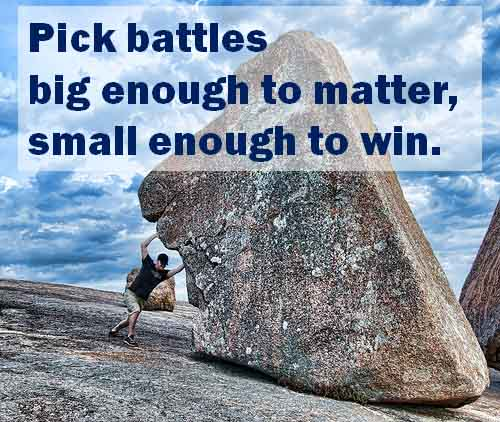 Pick battles
big enough to matter,
small enough to win.